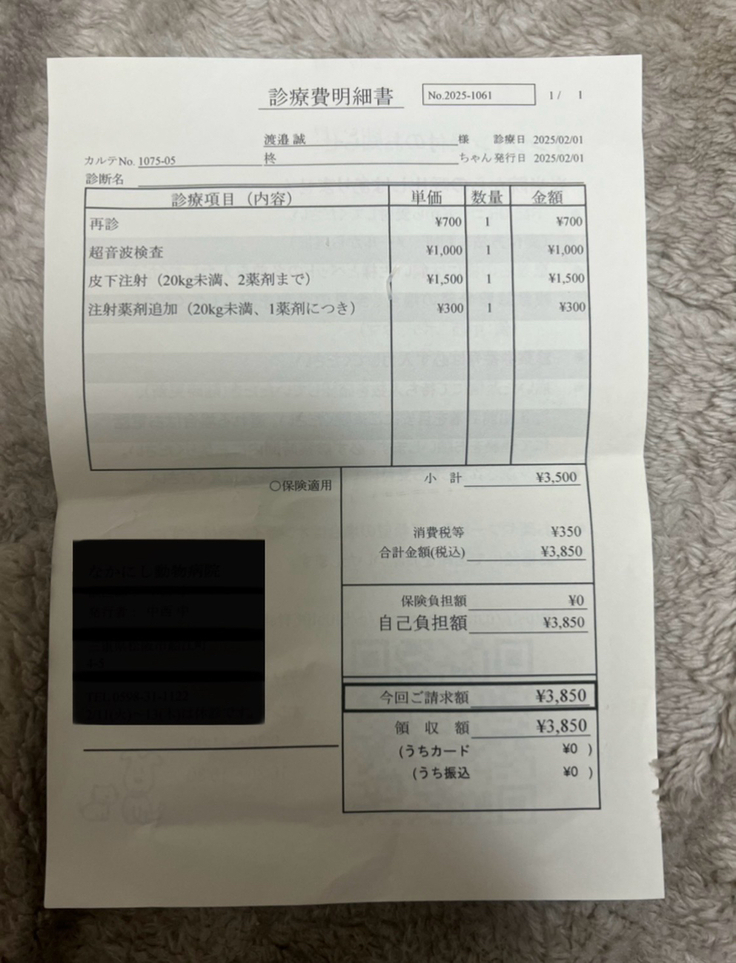 診療費明細書 No.2025-1061 1 / 1
渡邉 誠 様 診療日 2025/02/01
カルテNo. 1075-05 柊 ちゃん 発行日 2025/02/01
診断名
診療項目（内容） 単価 数量 金額
再診 ¥700 1 ¥700
超音波検査 ¥1,000 1 ¥1,000
皮下注射（20kg未満、2薬剤まで） ¥1,500 1 ¥1,500
注射薬剤追加（20kg未満、1薬剤につき） ¥300 1 ¥300
小 計 ¥3,500
〇保険適用
消費税等 ¥350
合計金額(税込) ¥3,850
保険負担額 ¥0
自己負担額 ¥3,850
今回ご請求額 ¥3,850
領 収 額 ¥3,850
(うちカード ¥0 )
(うち振込 ¥0 )